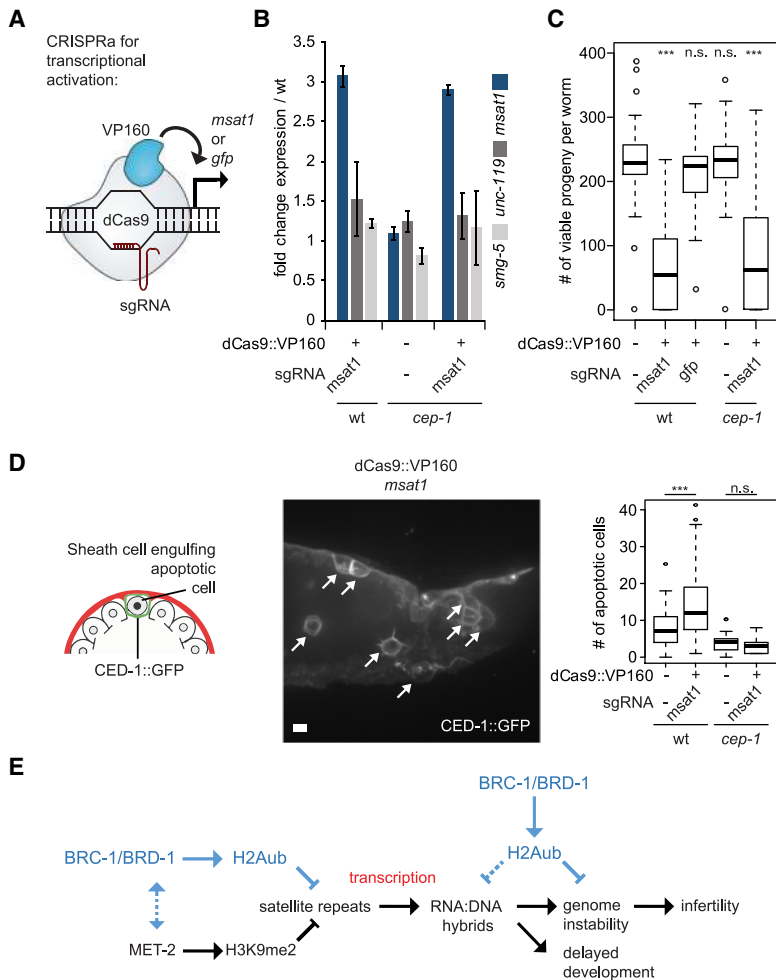 A
CRISPRa for
transcriptional
activation:
VP160
msat1
or
gfp
dCas9
sgRNA
B
fold change expression / wt
3.5
3
2.5
2
1.5
1
0.5
0
smg-5 unc-119 msat1
dCas9::VP160 + - +
sgRNA msat1 - msat1
wt cep-1
C
# of viable progeny per worm
400
300
200
100
0
*** n.s. n.s. ***
dCas9::VP160 - + + - +
sgRNA - msat1 gfp - msat1
wt cep-1
D
Sheath cell engulfing
apoptotic
cell
CED-1::GFP
dCas9::VP160
msat1
CED-1::GFP
# of apoptotic cells
40
30
20
10
0
*** n.s.
dCas9::VP160 - + - +
sgRNA - msat1 - msat1
wt cep-1
E
BRC-1/BRD-1
BRC-1/BRD-1 H2Aub H2Aub
transcription
satellite repeats RNA:DNA hybrids genome instability infertility
MET-2 H3K9me2
delayed
development